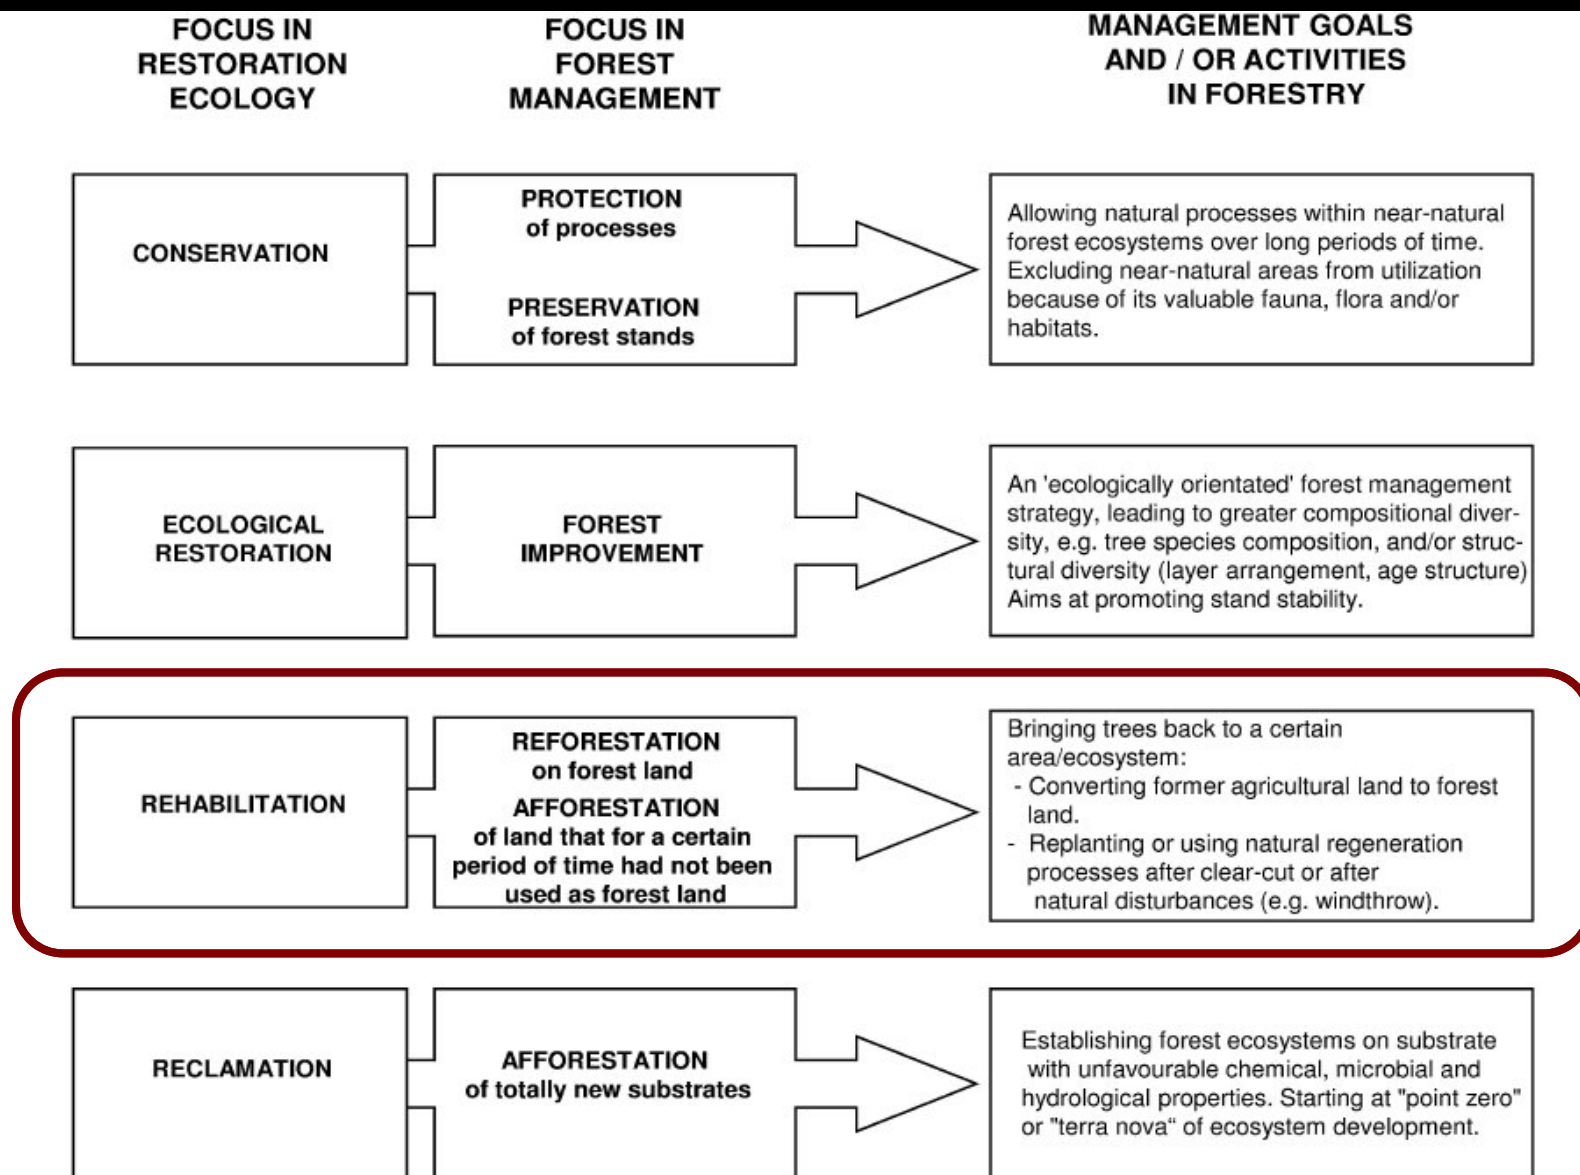 FOCUS IN
RESTORATION
ECOLOGY
FOCUS IN
FOREST
MANAGEMENT
MANAGEMENT GOALS
AND / OR ACTIVITIES
IN FORESTRY
CONSERVATION
PROTECTION
of processes
PRESERVATION
of forest stands
Allowing natural processes within near-natural
forest ecosystems over long periods of time.
Excluding near-natural areas from utilization
because of its valuable fauna, flora and/or
habitats.
ECOLOGICAL
RESTORATION
FOREST
IMPROVEMENT
An 'ecologically orientated' forest management
strategy, leading to greater compositional diver-
sity, e.g. tree species composition, and/or struc-
tural diversity (layer arrangement, age structure)
Aims at promoting stand stability.
REHABILITATION
REFORESTATION
on forest land
AFFORESTATION
of land that for a certain
period of time had not been
used as forest land
Bringing trees back to a certain
area/ecosystem:
- Converting former agricultural land to forest
land.
- Replanting or using natural regeneration
processes after clear-cut or after
natural disturbances (e.g. windthrow).
RECLAMATION
AFFORESTATION
of totally new substrates
Establishing forest ecosystems on substrate
with unfavourable chemical, microbial and
hydrological properties. Starting at "point zero"
or "terra nova“ of ecosystem development.